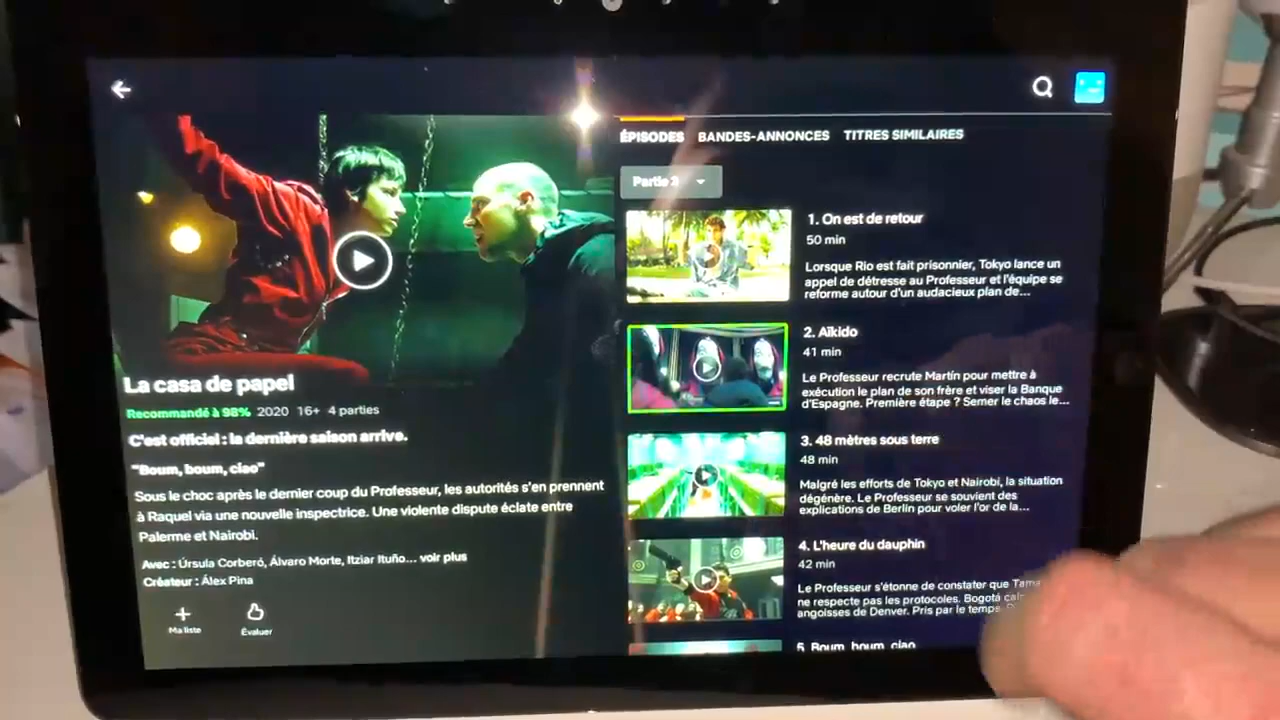 ÉPISODES BANDES-ANNONCES TITRES SIMILAIRES
Partie 3
1. On est de retour
50 min
Lorsque Rio est fait prisonnier, Tokyo lance un
appel de détresse au Professeur et l'équipe se
reforme autour d'un audacieux plan de...
2. Aïkido
41 min
Le Professeur recrute Martín pour mettre à
exécution le plan de son frère et viser la Banque
d'Espagne. Première étape ? Semer le chaos le...
3. 48 mètres sous terre
48 min
Malgré les efforts de Tokyo et Nairobi, la situation
dégénère. Le Professeur se souvient des
explications de Berlin pour voler l'or de la...
4. L'heure du dauphin
42 min
Le Professeur s'étonne de constater que
ne respecte pas les protocoles. Bogotá
angoisses de Denver. Pris par le temps,
5. Boum, boum, ciao
La casa de papel
Recommandé à 98% 2020 16+ 4 parties
C'est officiel : la dernière saison arrive.
"Boum, boum, ciao"
Sous le choc après le dernier coup du Professeur, les autorités s'en prennent
à Raquel via une nouvelle inspectrice. Une violente dispute éclate entre
Palerme et Nairobi.
Avec : Úrsula Corberó, Álvaro Morte, Itziar Ituño... voir plus
Créateur : Álex Pina
Ma liste Évaluer